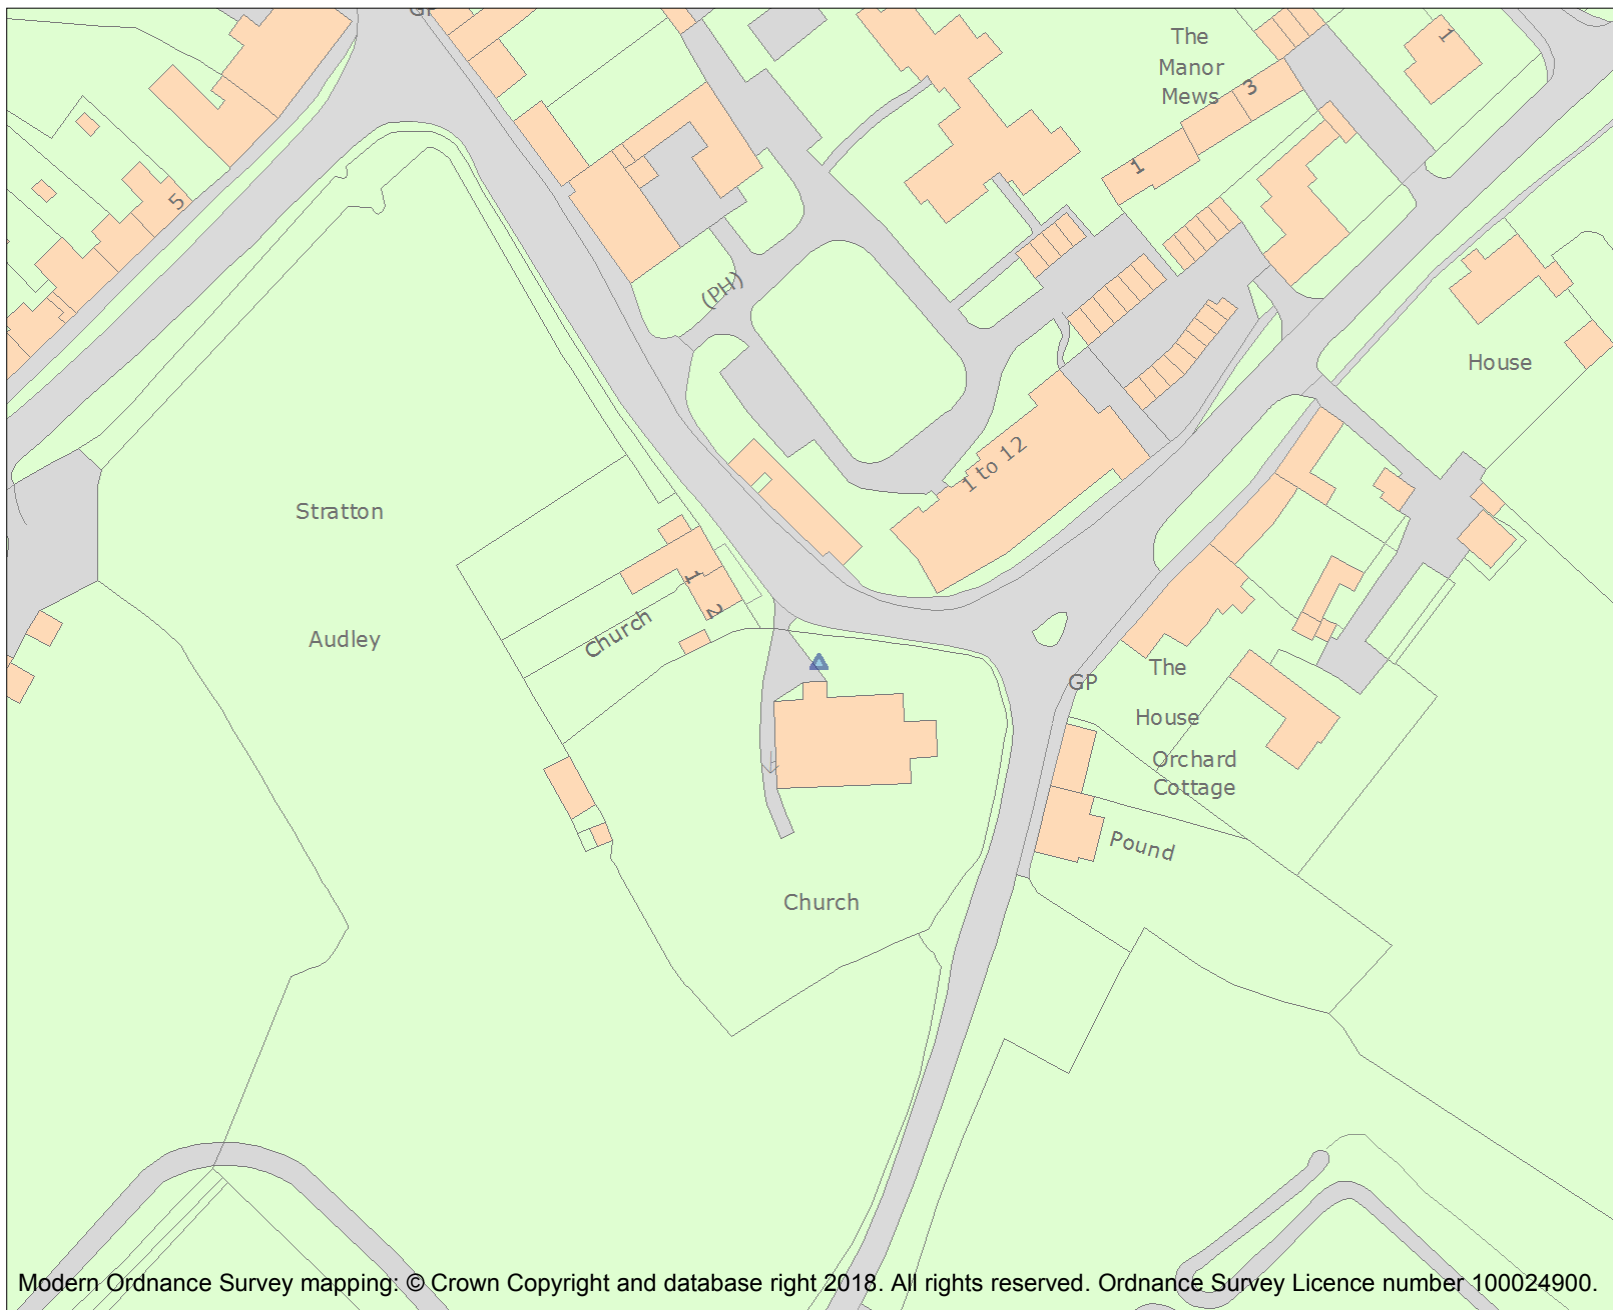 GP
The
Manor
Mews
1
3
1
5
(PH)
House
1 to 12
Stratton
Audley
1
2
Church
GP
The
House
Orchard
Cottage
Pound
Church
Modern Ordnance Survey mapping: © Crown Copyright and database right 2018. All rights reserved. Ordnance Survey Licence number 100024900.